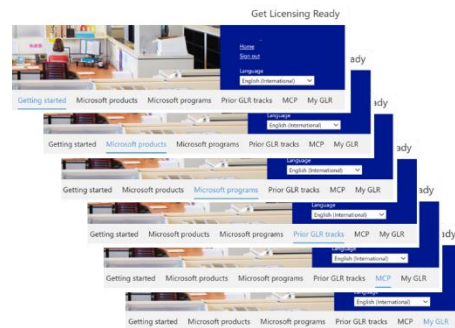 Get Licensing Ready
Home
Sign out
Language
English (International)
ady
Getting started Microsoft products Microsoft programs Prior GLR tracks MCP My GLR
Language
English (International)
ady
Getting started Microsoft products Microsoft programs Prior GLR tracks MCP My GLR
Language
English (International)
ady
Getting started Microsoft products Microsoft programs Prior GLR tracks MCP My GLR
Language
English (International)
ady
Getting started Microsoft products Microsoft programs Prior GLR tracks MCP My GLR
Language
English (International)
ady
Getting started Microsoft products Microsoft programs Prior GLR tracks MCP My GLR
Language
English (International)
Getting started Microsoft products Microsoft programs Prior GLR tracks MCP My GLR